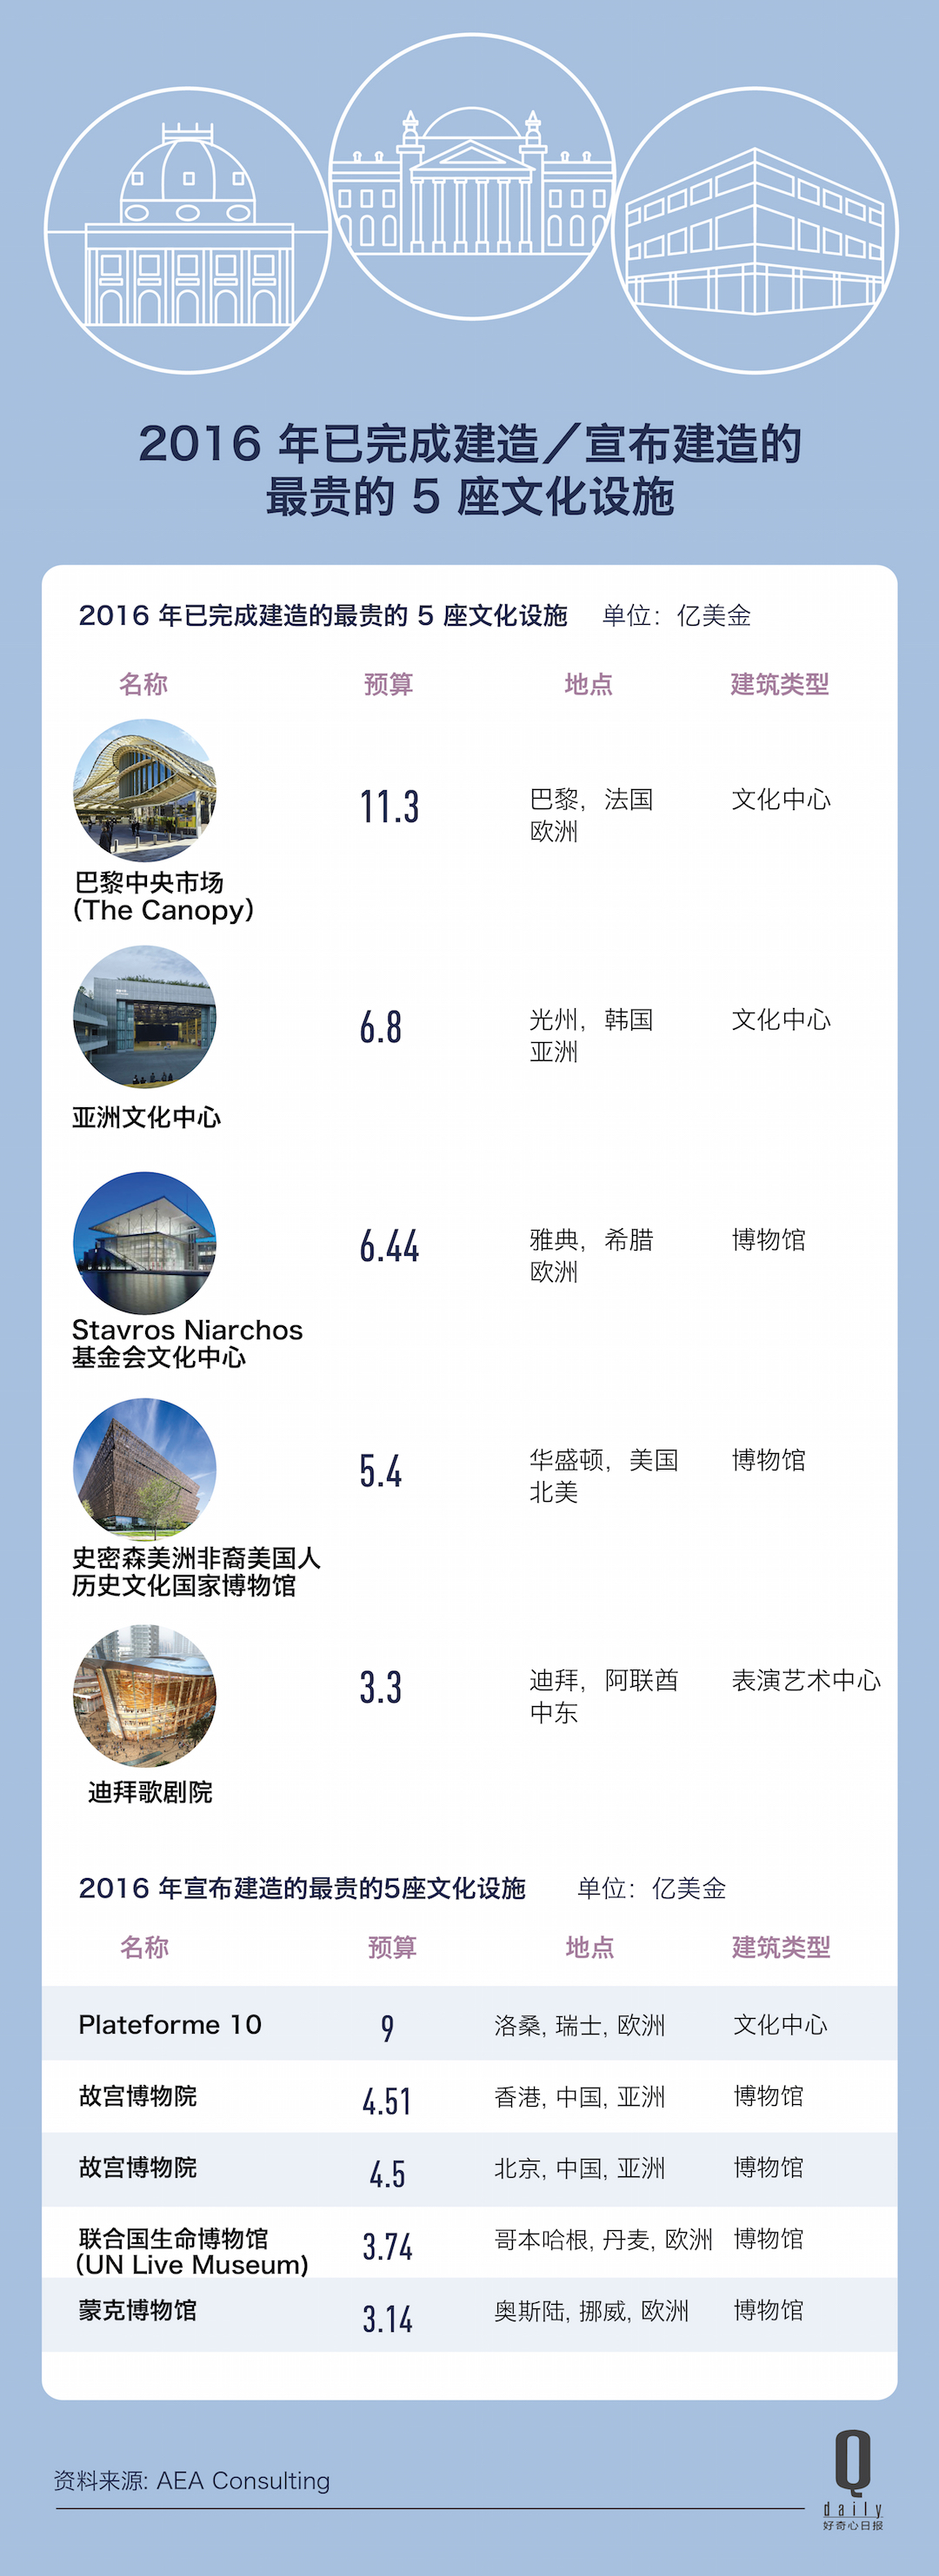 2016 年已完成建造／宣布建造的
最贵的 5 座文化设施
2016 年已完成建造的最贵的 5 座文化设施 单位：亿美金
名称 预算 地点 建筑类型
11.3 巴黎，法国 文化中心
欧洲
巴黎中央市场
(The Canopy)
6.8 光州，韩国 文化中心
亚洲
亚洲文化中心
6.44 雅典，希腊 博物馆
欧洲
Stavros Niarchos
基金会文化中心
5.4 华盛顿，美国 博物馆
北美
史密森美洲非裔美国人
历史文化国家博物馆
3.3 迪拜，阿联酋 表演艺术中心
中东
迪拜歌剧院
2016 年宣布建造的最贵的5座文化设施 单位：亿美金
名称 预算 地点 建筑类型
Plateforme 10 9 洛桑, 瑞士, 欧洲 文化中心
故宫博物院 4.51 香港, 中国, 亚洲 博物馆
故宫博物院 4.5 北京, 中国, 亚洲 博物馆
联合国生命博物馆 3.74 哥本哈根, 丹麦, 欧洲 博物馆
(UN Live Museum)
蒙克博物馆 3.14 奥斯陆, 挪威, 欧洲 博物馆
资料来源: AEA Consulting
Q
daily
好奇心日报